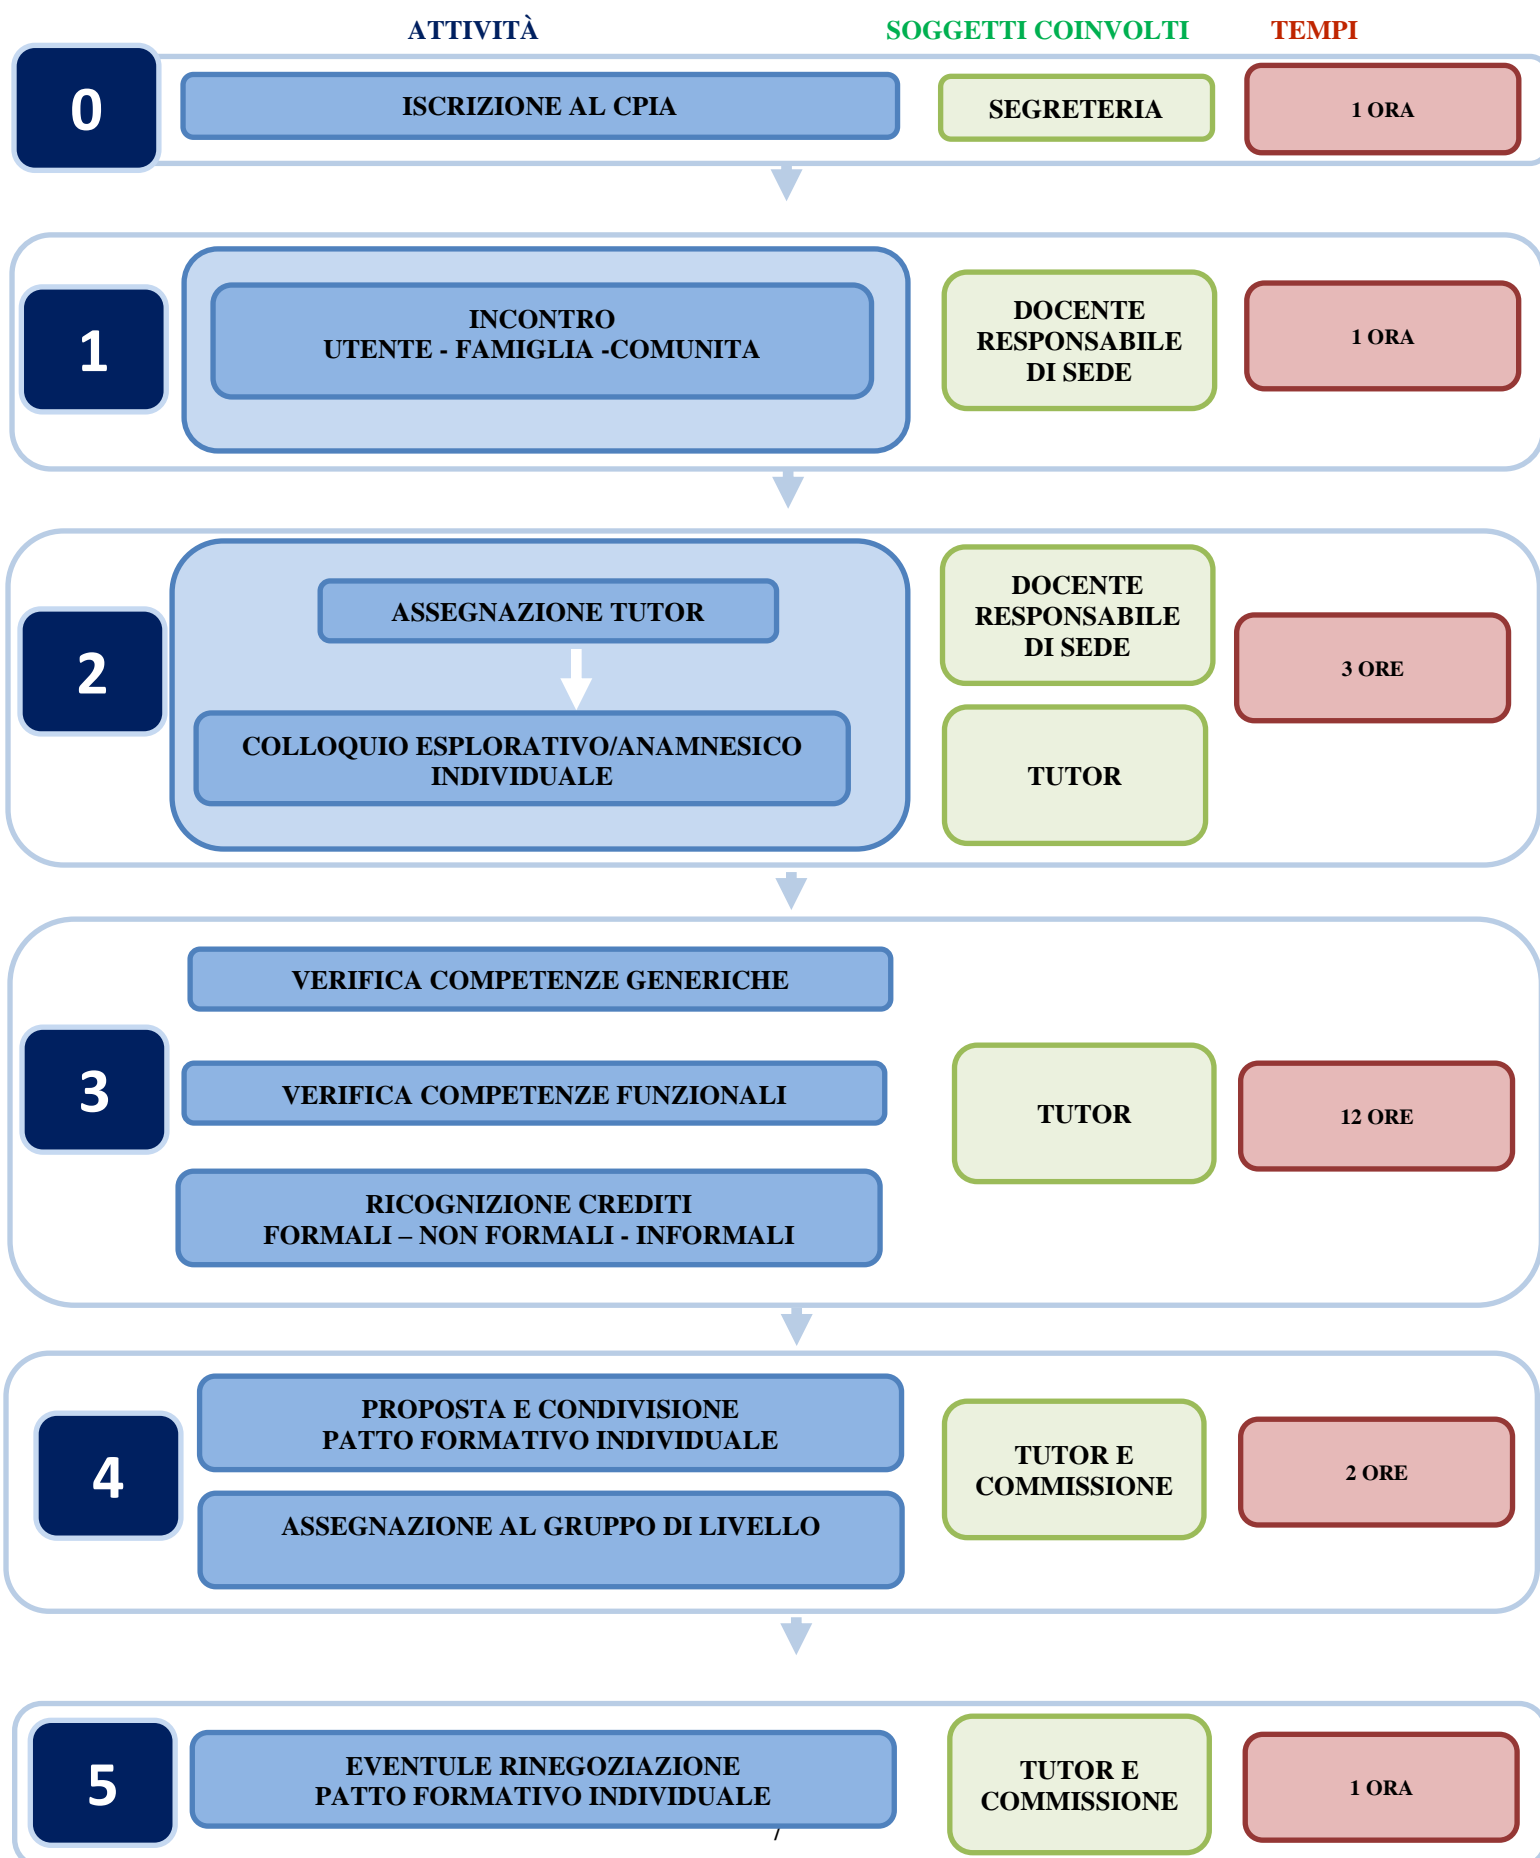 ATTIVITÀ SOGGETTI COINVOLTI TEMPI
0
ISCRIZIONE AL CPIA
SEGRETERIA
1 ORA
1
INCONTRO
UTENTE - FAMIGLIA -COMUNITA
DOCENTE
RESPONSABILE
DI SEDE
1 ORA
2
ASSEGNAZIONE TUTOR
COLLOQUIO ESPLORATIVO/ANAMNESICO
INDIVIDUALE
DOCENTE
RESPONSABILE
DI SEDE
TUTOR
3 ORE
3
VERIFICA COMPETENZE GENERICHE
VERIFICA COMPETENZE FUNZIONALI
RICOGNIZIONE CREDITI
FORMALI – NON FORMALI - INFORMALI
TUTOR
12 ORE
4
PROPOSTA E CONDIVISIONE
PATTO FORMATIVO INDIVIDUALE
ASSEGNAZIONE AL GRUPPO DI LIVELLO
TUTOR E
COMMISSIONE
2 ORE
5
EVENTULE RINEGOZIAZIONE
PATTO FORMATIVO INDIVIDUALE
TUTOR E
COMMISSIONE
1 ORA